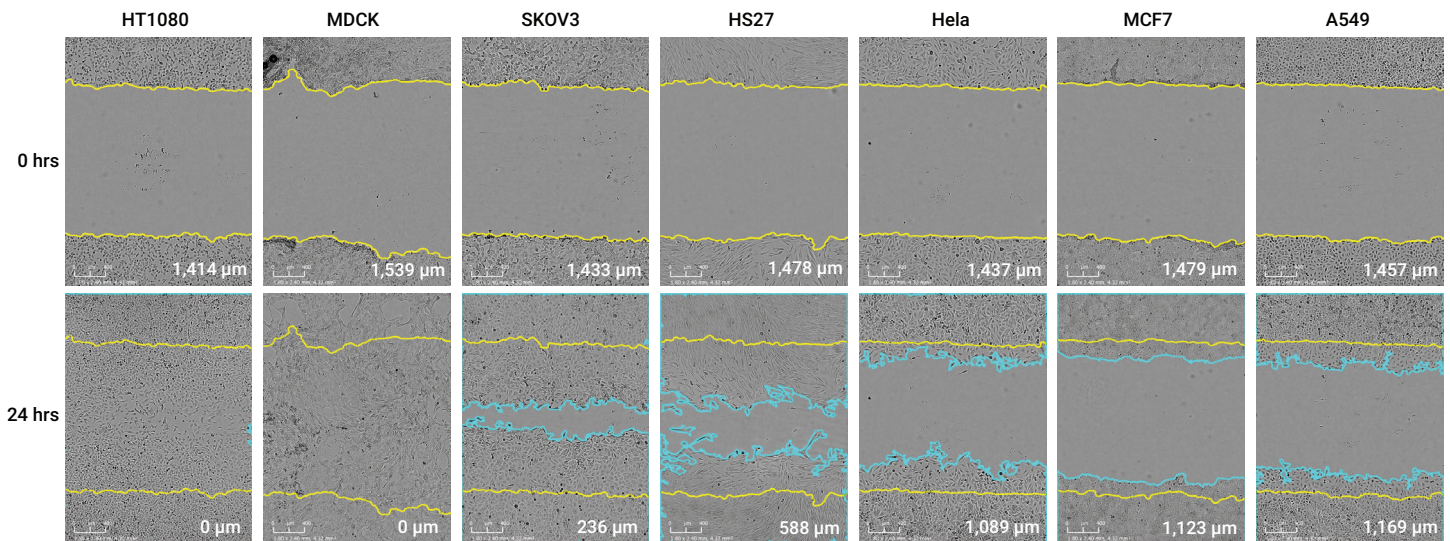 HT1080 MDCK SKOV3 HS27 Hela MCF7 A549
0 hrs
1,414 µm 1,539 µm 1,433 µm 1,478 µm 1,437 µm 1,479 µm 1,457 µm
24 hrs
0 µm 0 µm 236 µm 588 µm 1,089 µm 1,123 µm 1,169 µm